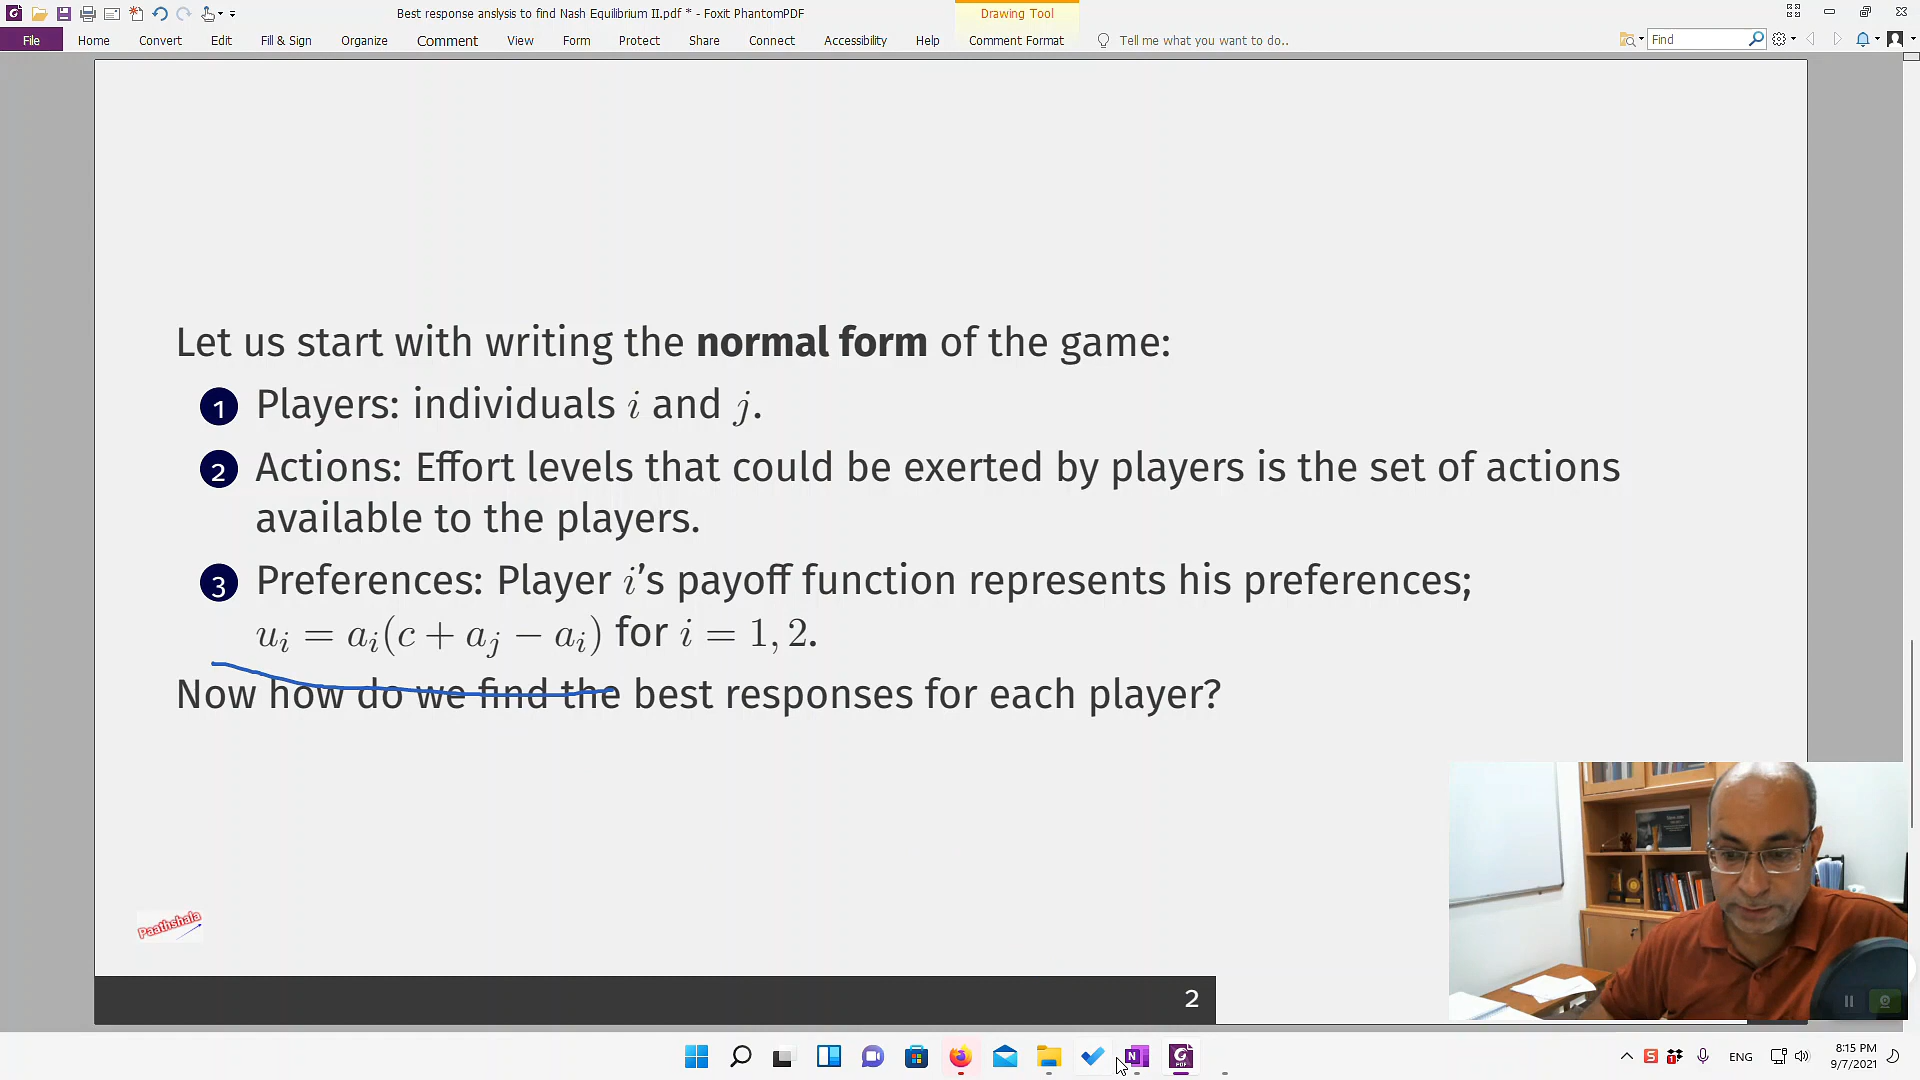 Best response anslysis to find Nash Equilibrium II.pdf * - Foxit PhantomPDF
Drawing Tool
File Home Convert Edit Fill & Sign Organize Comment View Form Protect Share Connect Accessibility Help Comment Format Tell me what you want to do.. Find
Let us start with writing the normal form of the game:
1 Players: individuals i and j.
2 Actions: Effort levels that could be exerted by players is the set of actions
available to the players.
3 Preferences: Player i's payoff function represents his preferences;
u_i = a_i(c + a_j − a_i) for i = 1, 2.
Now how do we find the best responses for each player?
Paathshala
2
ENG
8:15 PM
9/7/2021